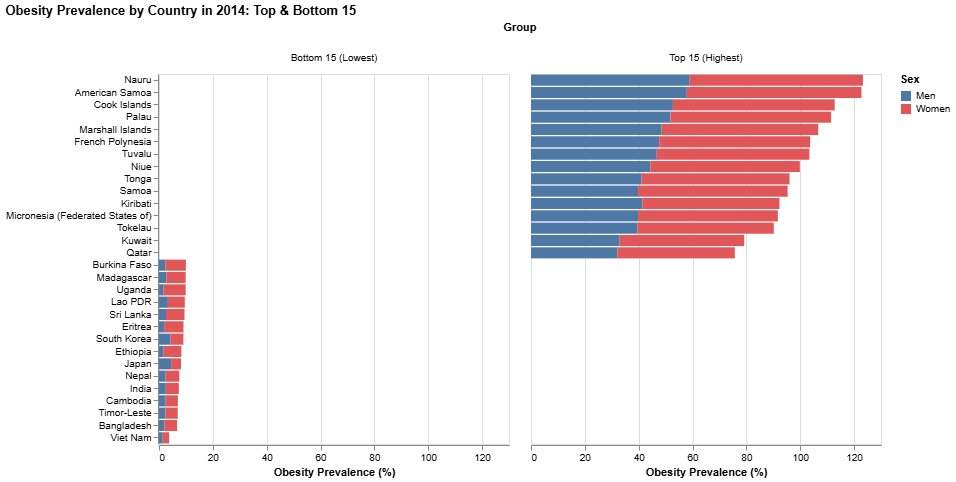 Obesity Prevalence by Country in 2014: Top & Bottom 15
Group
Bottom 15 (Lowest)
Top 15 (Highest)
Sex
Men
Women
Nauru
American Samoa
Cook Islands
Palau
Marshall Islands
French Polynesia
Tuvalu
Niue
Tonga
Samoa
Kiribati
Micronesia (Federated States of)
Tokelau
Kuwait
Qatar
Burkina Faso
Madagascar
Uganda
Lao PDR
Sri Lanka
Eritrea
South Korea
Ethiopia
Japan
Nepal
India
Cambodia
Timor-Leste
Bangladesh
Viet Nam
0 20 40 60 80 100 120
0 20 40 60 80 100 120
Obesity Prevalence (%)
Obesity Prevalence (%)